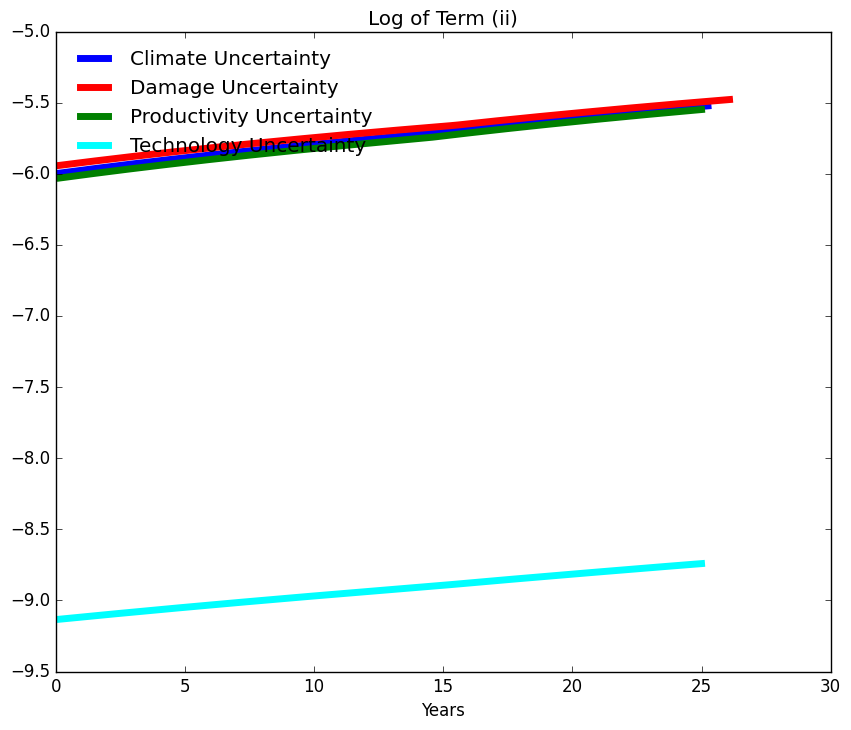 Log of Term (ii)
−5.0
−5.5
−6.0
−6.5
−7.0
−7.5
−8.0
−8.5
−9.0
−9.5
Climate Uncertainty
Damage Uncertainty
Productivity Uncertainty
Technology Uncertainty
0 5 10 15 20 25 30
Years